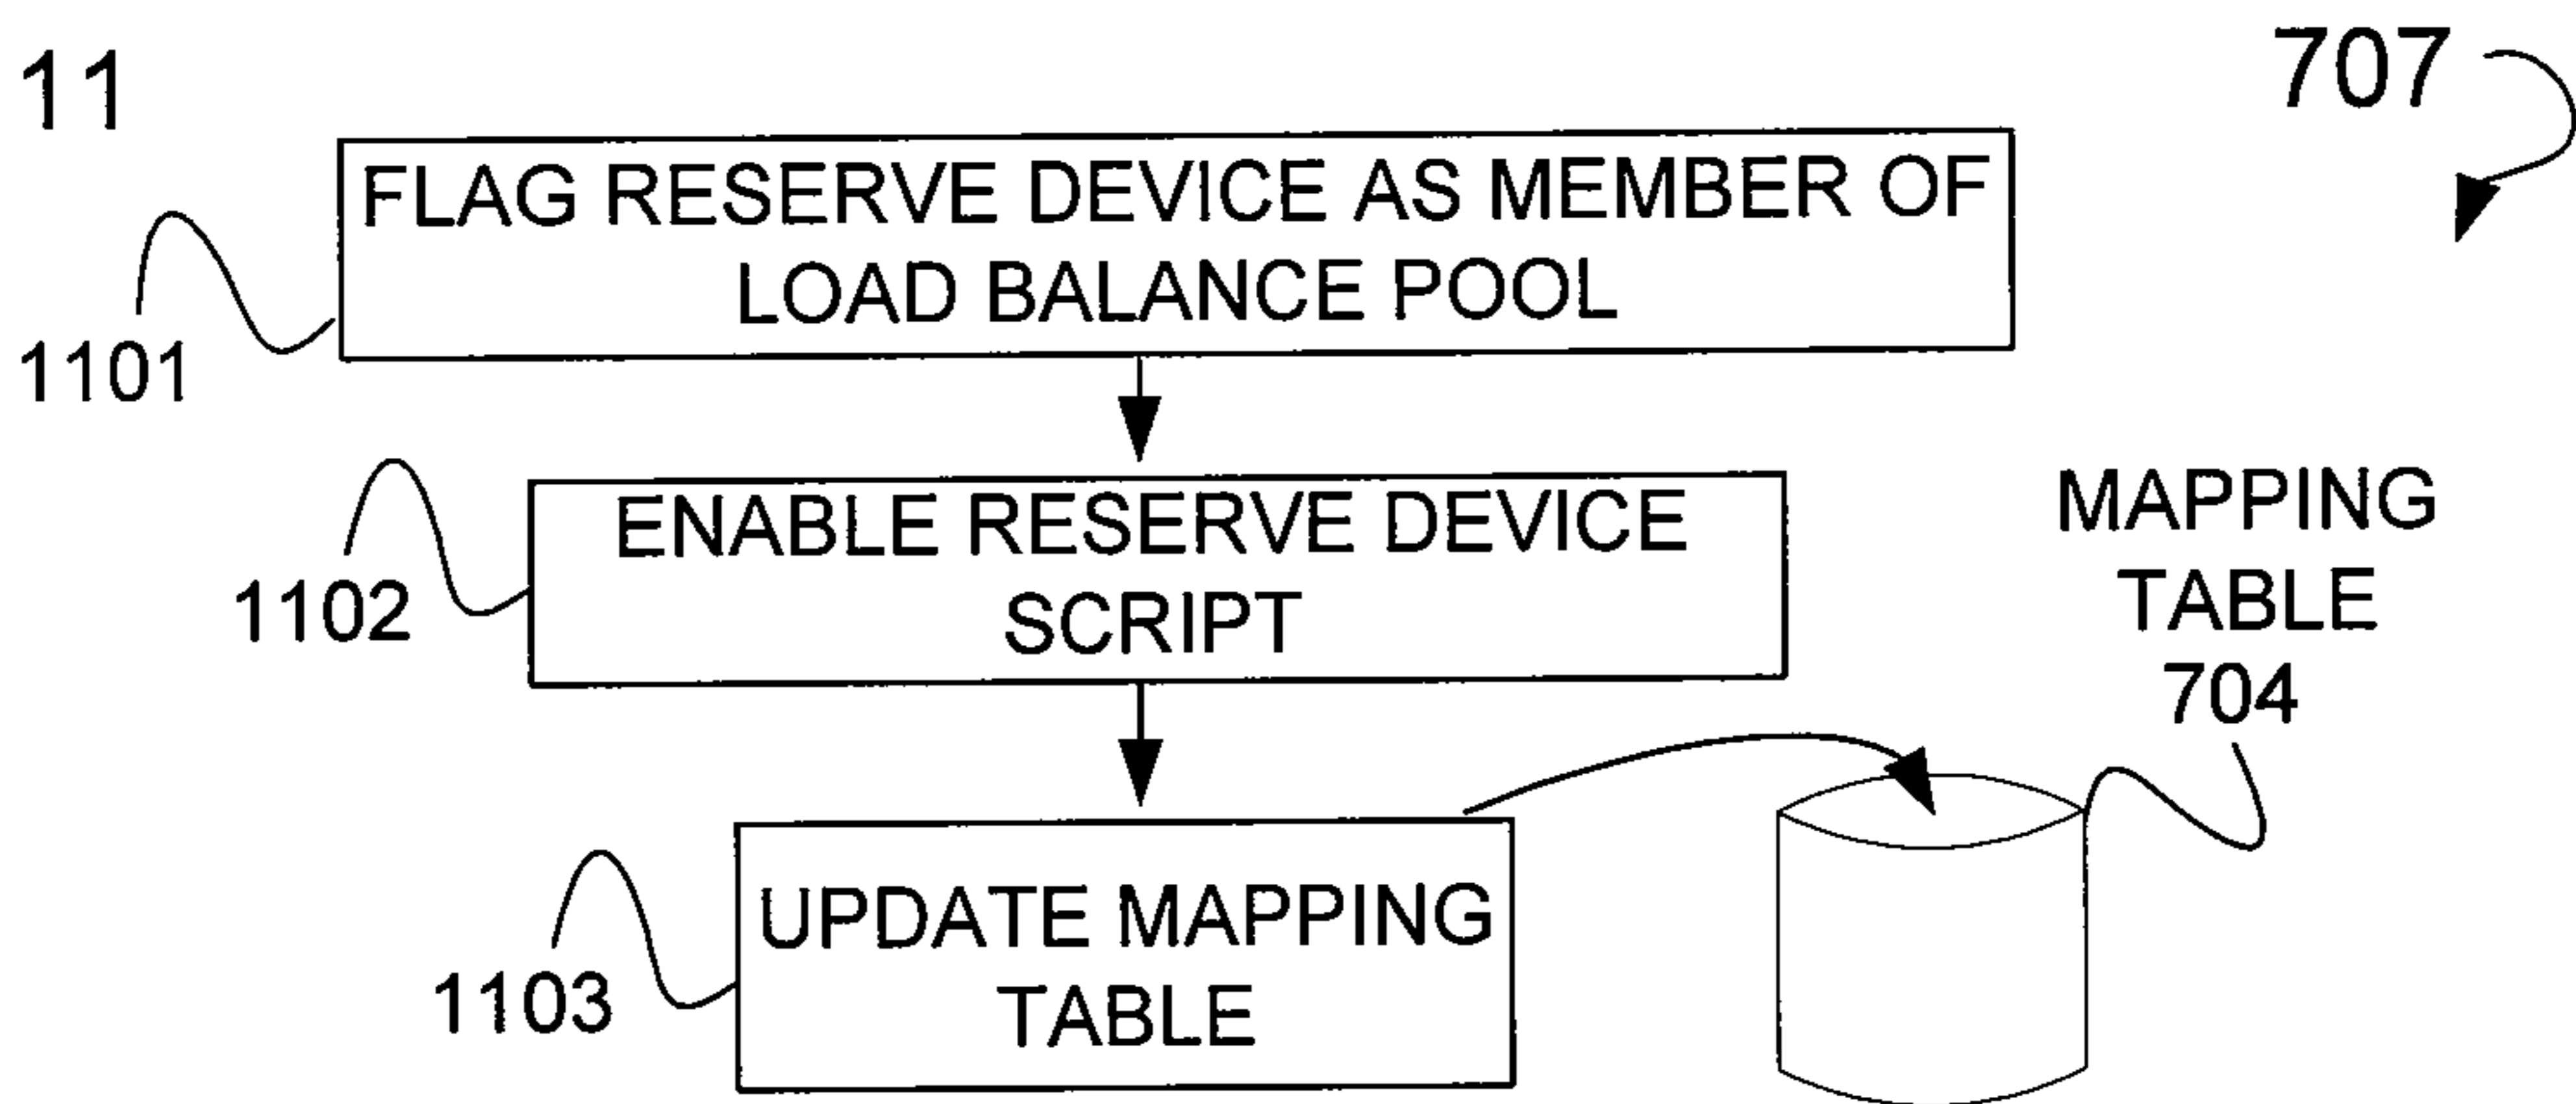 11
707
FLAG RESERVE DEVICE AS MEMBER OF
LOAD BALANCE POOL
1101
ENABLE RESERVE DEVICE
SCRIPT
1102
MAPPING
TABLE
704
UPDATE MAPPING
TABLE
1103